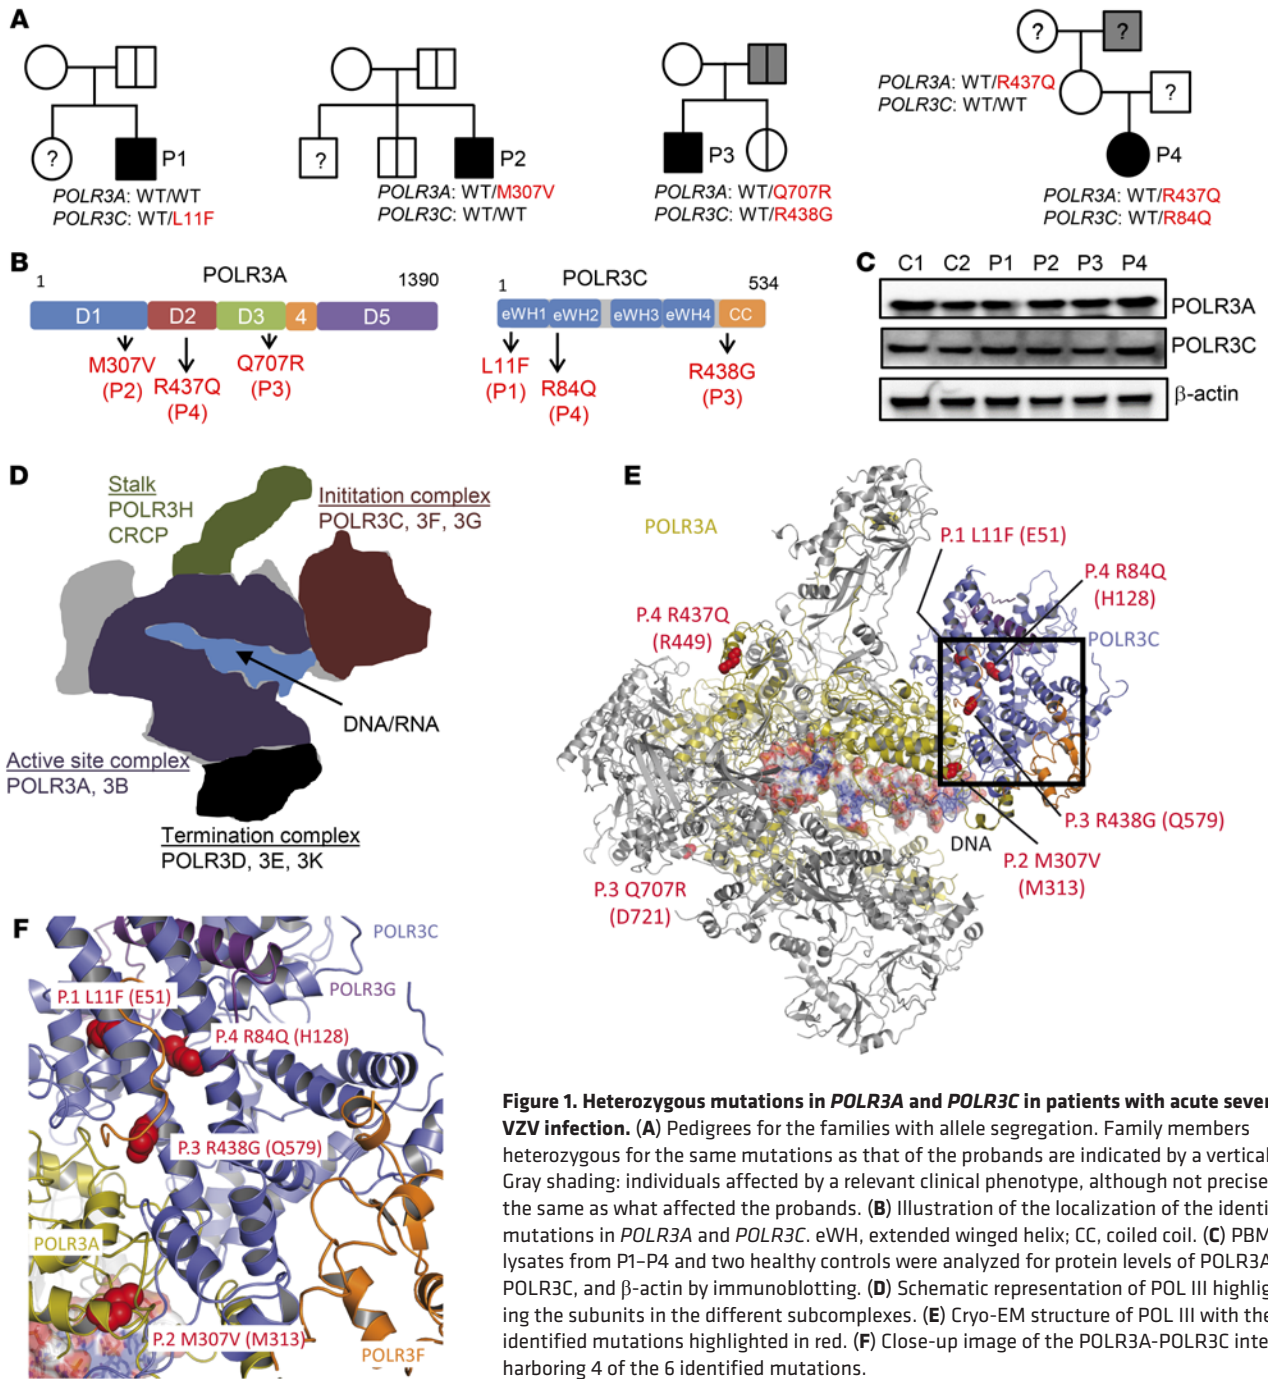 A
?
P1
POLR3A: WT/WT
POLR3C: WT/L11F
?
P2
POLR3A: WT/M307V
POLR3C: WT/WT
P3
POLR3A: WT/Q707R
POLR3C: WT/R438G
?
?
POLR3A: WT/R437Q
POLR3C: WT/WT
?
P4
POLR3A: WT/R437Q
POLR3C: WT/R84Q
B
1 POLR3A 1390
D1 D2 D3 4 D5
M307V
(P2)
R437Q
(P4)
Q707R
(P3)
1 POLR3C 534
eWH1 eWH2 eWH3 eWH4 CC
L11F
(P1)
R84Q
(P4)
R438G
(P3)
C
C1 C2 P1 P2 P3 P4
POLR3A
POLR3C
β-actin
D
Stalk
POLR3H
CRCP
Inititation complex
POLR3C, 3F, 3G
DNA/RNA
Active site complex
POLR3A, 3B
Termination complex
POLR3D, 3E, 3K
E
POLR3A
P.1 L11F (E51)
P.4 R84Q
(H128)
P.4 R437Q
(R449)
POLR3C
P.3 R438G (Q579)
DNA
P.2 M307V
(M313)
P.3 Q707R
(D721)
F
POLR3C
POLR3G
P.1 L11F (E51)
P.4 R84Q (H128)
P.3 R438G (Q579)
POLR3A
P.2 M307V (M313)
POLR3F
Figure 1. Heterozygous mutations in POLR3A and POLR3C in patients with acute sever
VZV infection. (A) Pedigrees for the families with allele segregation. Family members
heterozygous for the same mutations as that of the probands are indicated by a vertical
Gray shading: individuals affected by a relevant clinical phenotype, although not precise
the same as what affected the probands. (B) Illustration of the localization of the identi
mutations in POLR3A and POLR3C. eWH, extended winged helix; CC, coiled coil. (C) PBM
lysates from P1–P4 and two healthy controls were analyzed for protein levels of POLR3A
POLR3C, and β-actin by immunoblotting. (D) Schematic representation of POL III highlig
ing the subunits in the different subcomplexes. (E) Cryo-EM structure of POL III with the
identified mutations highlighted in red. (F) Close-up image of the POLR3A-POLR3C inte
harboring 4 of the 6 identified mutations.